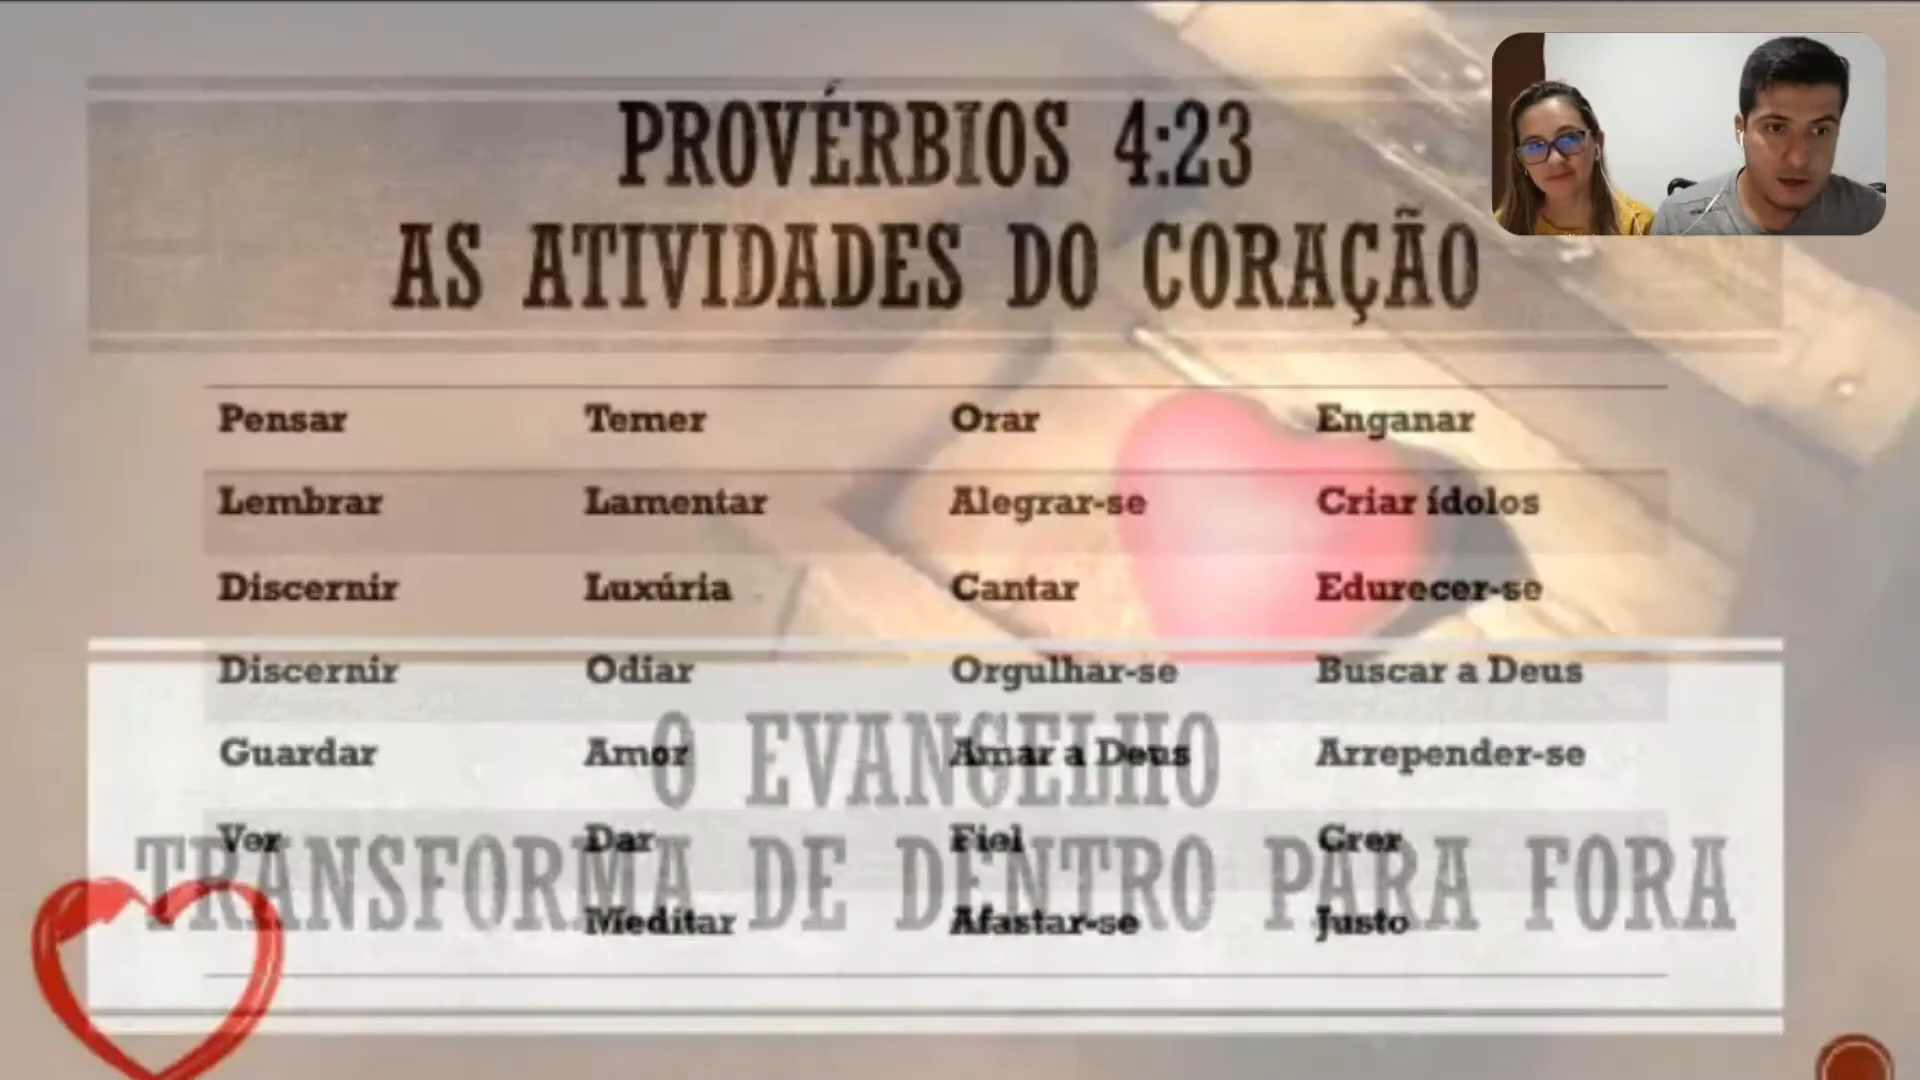 PROVÉRBIOS 4:23
AS ATIVIDADES DO CORAÇÃO
Pensar Temer Orar Enganar
Lembrar Lamentar Alegrar-se Criar ídolos
Discernir Luxúria Cantar Edurecer-se
Discernir Odiar Orgulhar-se Buscar a Deus
Guardar Amor Amar a Deus Arrepender-se
Ver Dar Fiel Crer
Meditar Afastar-se Justo
O EVANGELHO
TRANSFORMA DE DENTRO PARA FORA